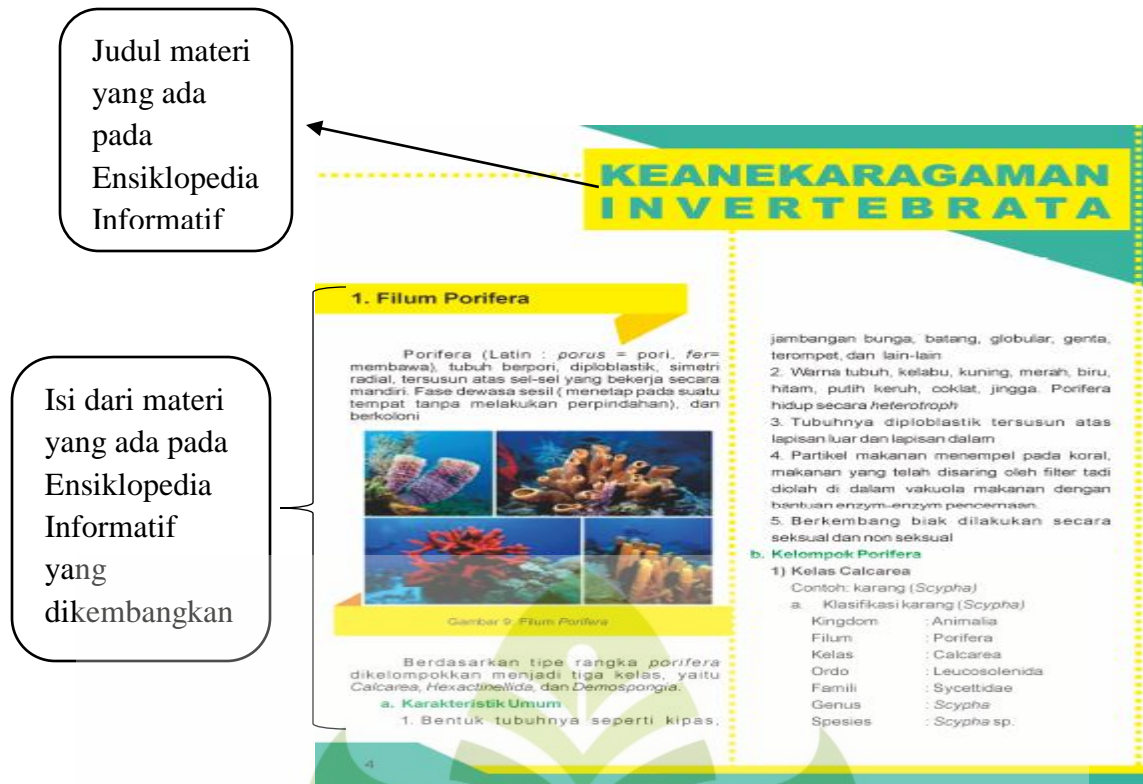 Judul materi
yang ada
pada
Ensiklopedia
Informatif
Isi dari materi
yang ada pada
Ensiklopedia
Informatif
yang
dikembangkan
KEANEKARAGAMAN
INVERTEBRATA
1. Filum Porifera
Porifera (Latin : porus = pori, fer=
membawa), tubuh berpori, diploblastik, simetri
radial, tersusun atas sel-sel yang bekerja secara
mandiri. Fase dewasa sesil ( menetap pada suatu
tempat tanpa melakukan perpindahan), dan
berkoloni
Gambar 9. Filum Porifera
Berdasarkan tipe rangka porifera
dikelompokkan menjadi tiga kelas, yaitu
Calcarea, Hexactinellida, dan Demospongia.
a. Karakteristik Umum
1. Bentuk tubuhnya seperti kipas,
4
jambangan bunga, batang, globular, genta,
terompet, dan lain-lain
2. Warna tubuh, kelabu, kuning, merah, biru,
hitam, putih keruh, coklat, jingga. Porifera
hidup secara heterotroph
3. Tubuhnya diploblastik tersusun atas
lapisan luar dan lapisan dalam
4. Partikel makanan menempel pada koral,
makanan yang telah disaring oleh filter tadi
diolah di dalam vakuola makanan dengan
bantuan enzym-enzym pencernaan.
5. Berkembang biak dilakukan secara
seksual dan non seksual
b. Kelompok Porifera
1) Kelas Calcarea
Contoh: karang (Scypha)
a. Klasifikasi karang (Scypha)
Kingdom : Animalia
Filum : Porifera
Kelas : Calcarea
Ordo : Leucosolenida
Famili : Sycettidae
Genus : Scypha
Spesies : Scypha sp.